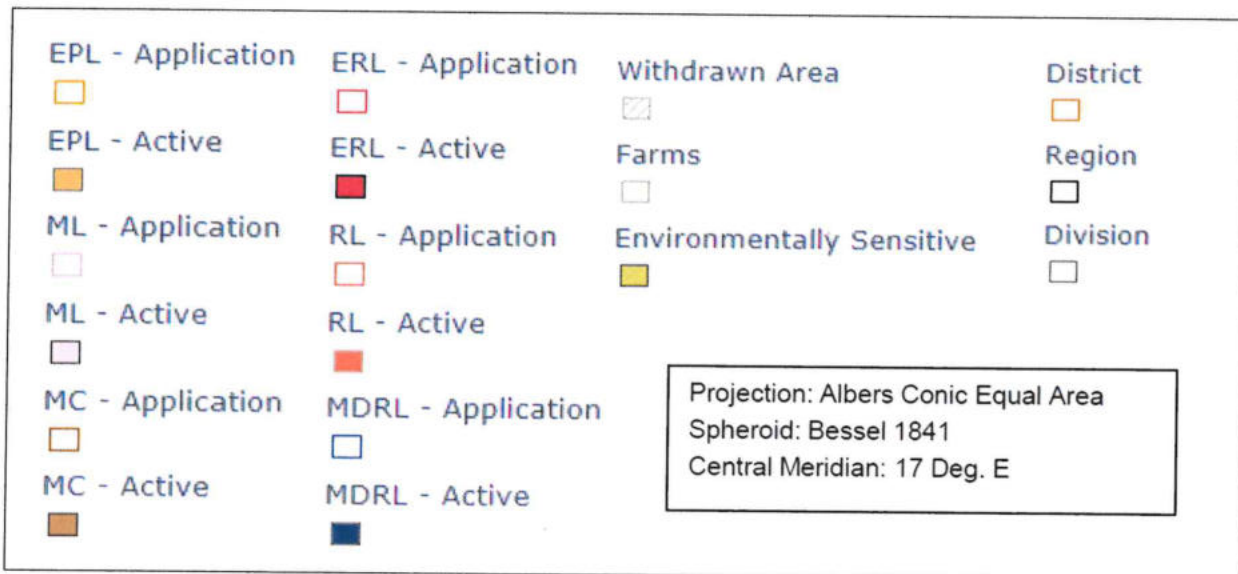 EPL - Application
EPL - Active
ML - Application
ML - Active
MC - Application
MC - Active
ERL - Application
ERL - Active
RL - Application
RL - Active
MDRL - Application
MDRL - Active
Withdrawn Area
Farms
Environmentally Sensitive
District
Region
Division
Projection: Albers Conic Equal Area
Spheroid: Bessel 1841
Central Meridian: 17 Deg. E